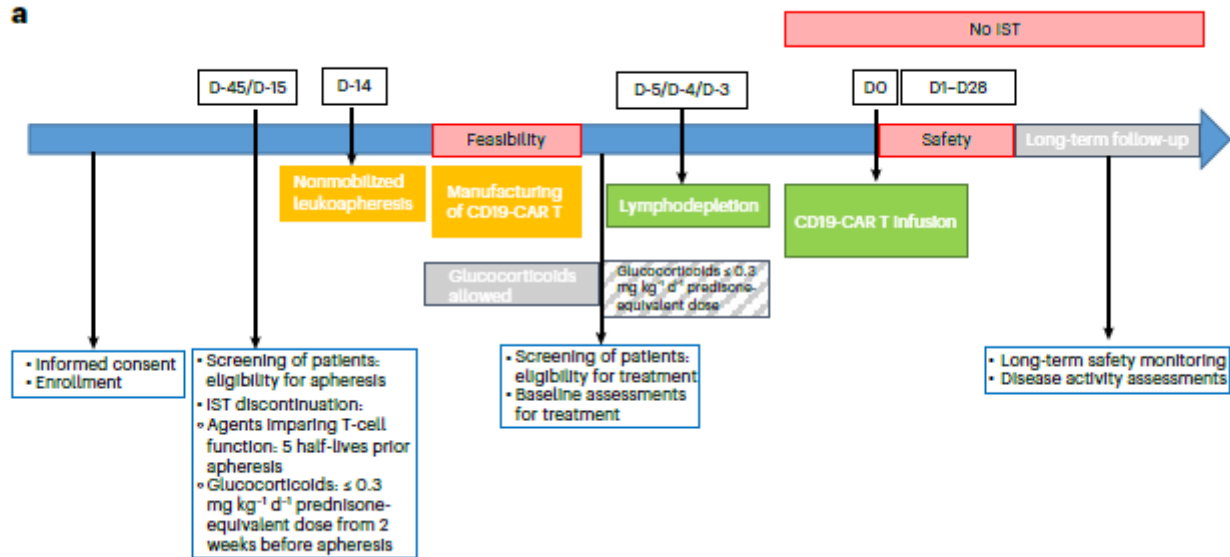 a
No IST
D-45/D-15
D-14
D-5/D-4/D-3
D0
D1–D28
Feasibility
Safety
Long-term follow-up
Nonmobilized
leukoapheresis
Manufacturing
of CD19-CAR T
Lymphodepletion
CD19-CAR T Infusion
Glucocorticoids
allowed
Glucocorticoids ≤ 0.3
mg kg⁻¹ d⁻¹ predisone-
equivalent dose
• Informed consent
• Enrollment
• Screening of patients:
eligibility for apheresis
• IST discontinuation:
∘ Agents imparing T-cell
function: 5 half-lives prior
apheresis
∘ Glucocorticoids: ≤ 0.3
mg kg⁻¹ d⁻¹ prednisone-
equivalent dose from 2
weeks before apheresis
• Screening of patients:
eligibility for treatment
• Baseline assessments
for treatment
• Long-term safety monitoring
• Disease activity assessments